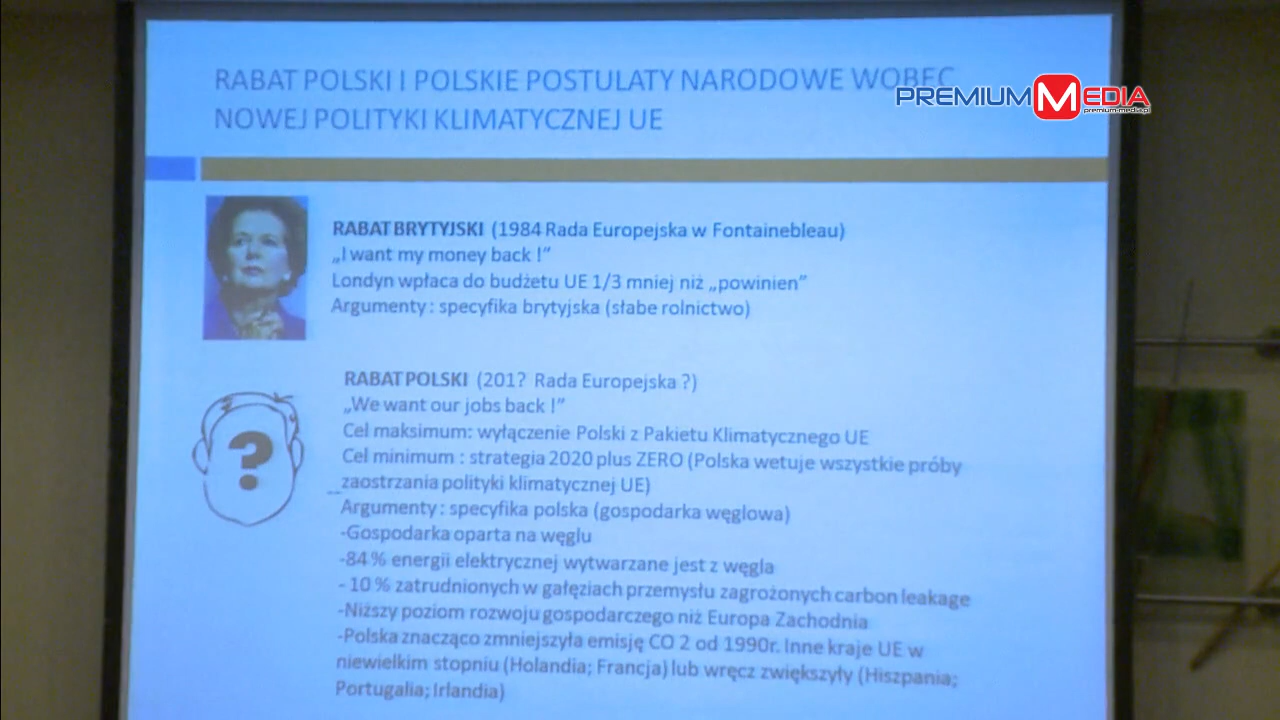 RABAT POLSKI I POLSKIE POSTULATY NARODOWE WOBEC
NOWEJ POLITYKI KLIMATYCZNEJ UE
PREMIUM MEDIA
premium-media.pl
RABAT BRYTYJSKI (1984 Rada Europejska w Fontainebleau)
„I want my money back !”
Londyn wpłaca do budżetu UE 1/3 mniej niż „powinien”
Argumenty : specyfika brytyjska (słabe rolnictwo)
RABAT POLSKI (201? Rada Europejska ?)
„We want our jobs back !”
Cel maksimum: wyłączenie Polski z Pakietu Klimatycznego UE
Cel minimum : strategia 2020 plus ZERO (Polska wetuje wszystkie próby
__zaostrzania polityki klimatycznej UE)
Argumenty : specyfika polska (gospodarka węglowa)
-Gospodarka oparta na węglu
-84 % energii elektrycznej wytwarzane jest z węgla
- 10 % zatrudnionych w gałęziach przemysłu zagrożonych carbon leakage
-Niższy poziom rozwoju gospodarczego niż Europa Zachodnia
-Polska znacząco zmniejszyła emisję CO 2 od 1990r. Inne kraje UE w
niewielkim stopniu (Holandia; Francja) lub wręcz zwiększyły (Hiszpania;
Portugalia; Irlandia)
?